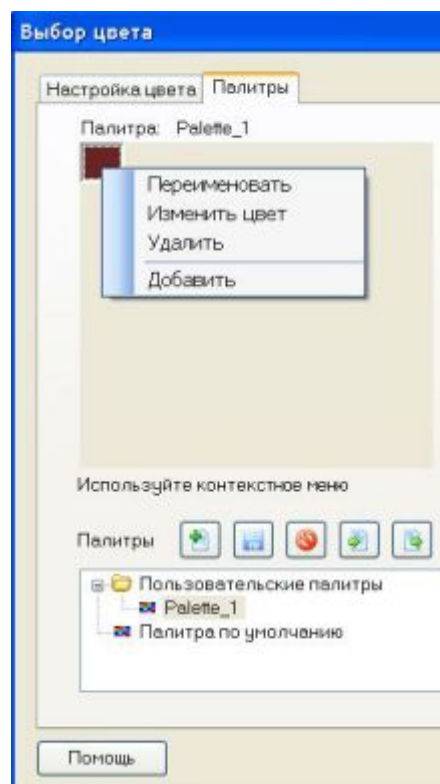 Выбор цвета
Настройка цвета Палитры
Палитра: Palette_1
Переименовать
Изменить цвет
Удалить
Добавить
Используйте контекстное меню
Палитры
Пользовательские палитры
Palette_1
Палитра по умолчанию
Помощь